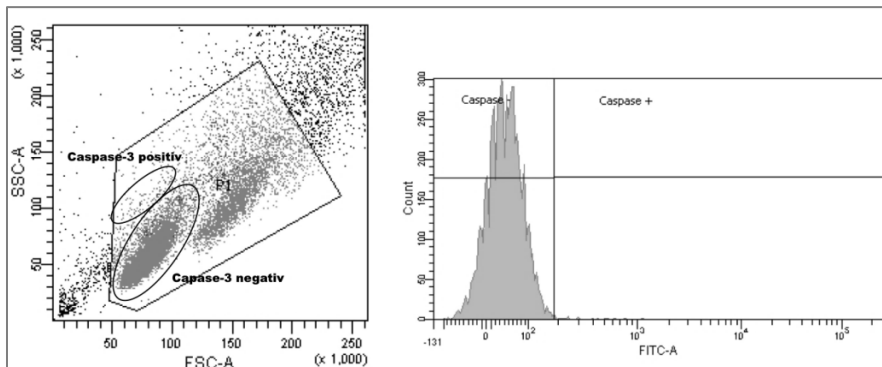 (x 1,000)
SSC-A
250
200
150
100
50
Caspase-3 positiv
P1
Capase-3 negativ
50
100
150
200
250
FSC-A
(x 1,000)
Count
300
250
200
150
100
50
0
Caspase -
Caspase +
-131
0
10²
10³
10⁴
10⁵
FITC-A